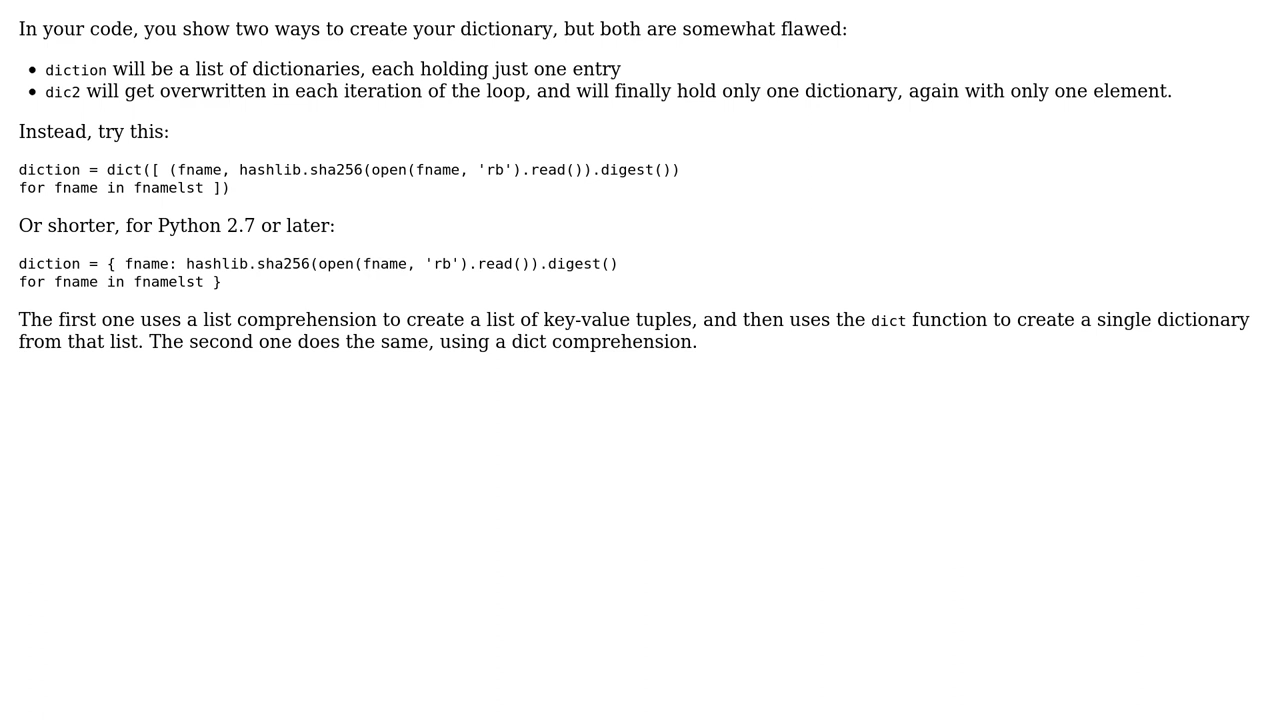 In your code, you show two ways to create your dictionary, but both are somewhat flawed:
diction will be a list of dictionaries, each holding just one entry
dic2 will get overwritten in each iteration of the loop, and will finally hold only one dictionary, again with only one element.
Instead, try this:
diction = dict([ (fname, hashlib.sha256(open(fname, 'rb').read()).digest())
for fname in fnamelst ])
Or shorter, for Python 2.7 or later:
diction = { fname: hashlib.sha256(open(fname, 'rb').read()).digest()
for fname in fnamelst }
The first one uses a list comprehension to create a list of key-value tuples, and then uses the dict function to create a single dictionary
from that list. The second one does the same, using a dict comprehension.